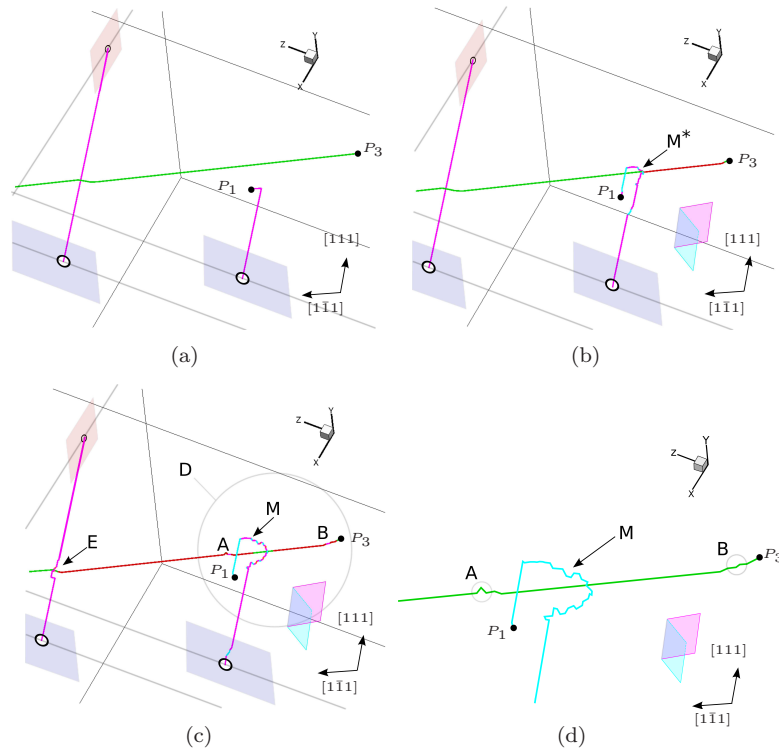 Y
Z
X
P₃
P₁
[111]
[11̄1]
(a)
Y
Z
X
M*
P₃
P₁
[111]
[11̄1]
(b)
Y
Z
X
D
M
E
A
B
P₃
P₁
[111]
[11̄1]
(c)
Y
Z
X
M
B
A
P₃
P₁
[111]
[11̄1]
(d)